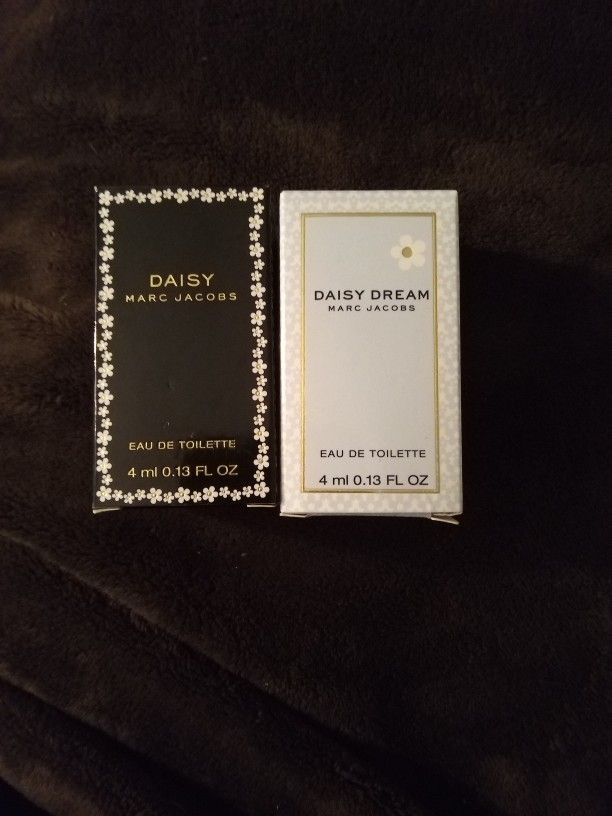 DAISY
MARC JACOBS
EAU DE TOILETTE
4 ml 0.13 FL OZ
DAISY DREAM
MARC JACOBS
EAU DE TOILETTE
4 ml 0.13 FL OZ